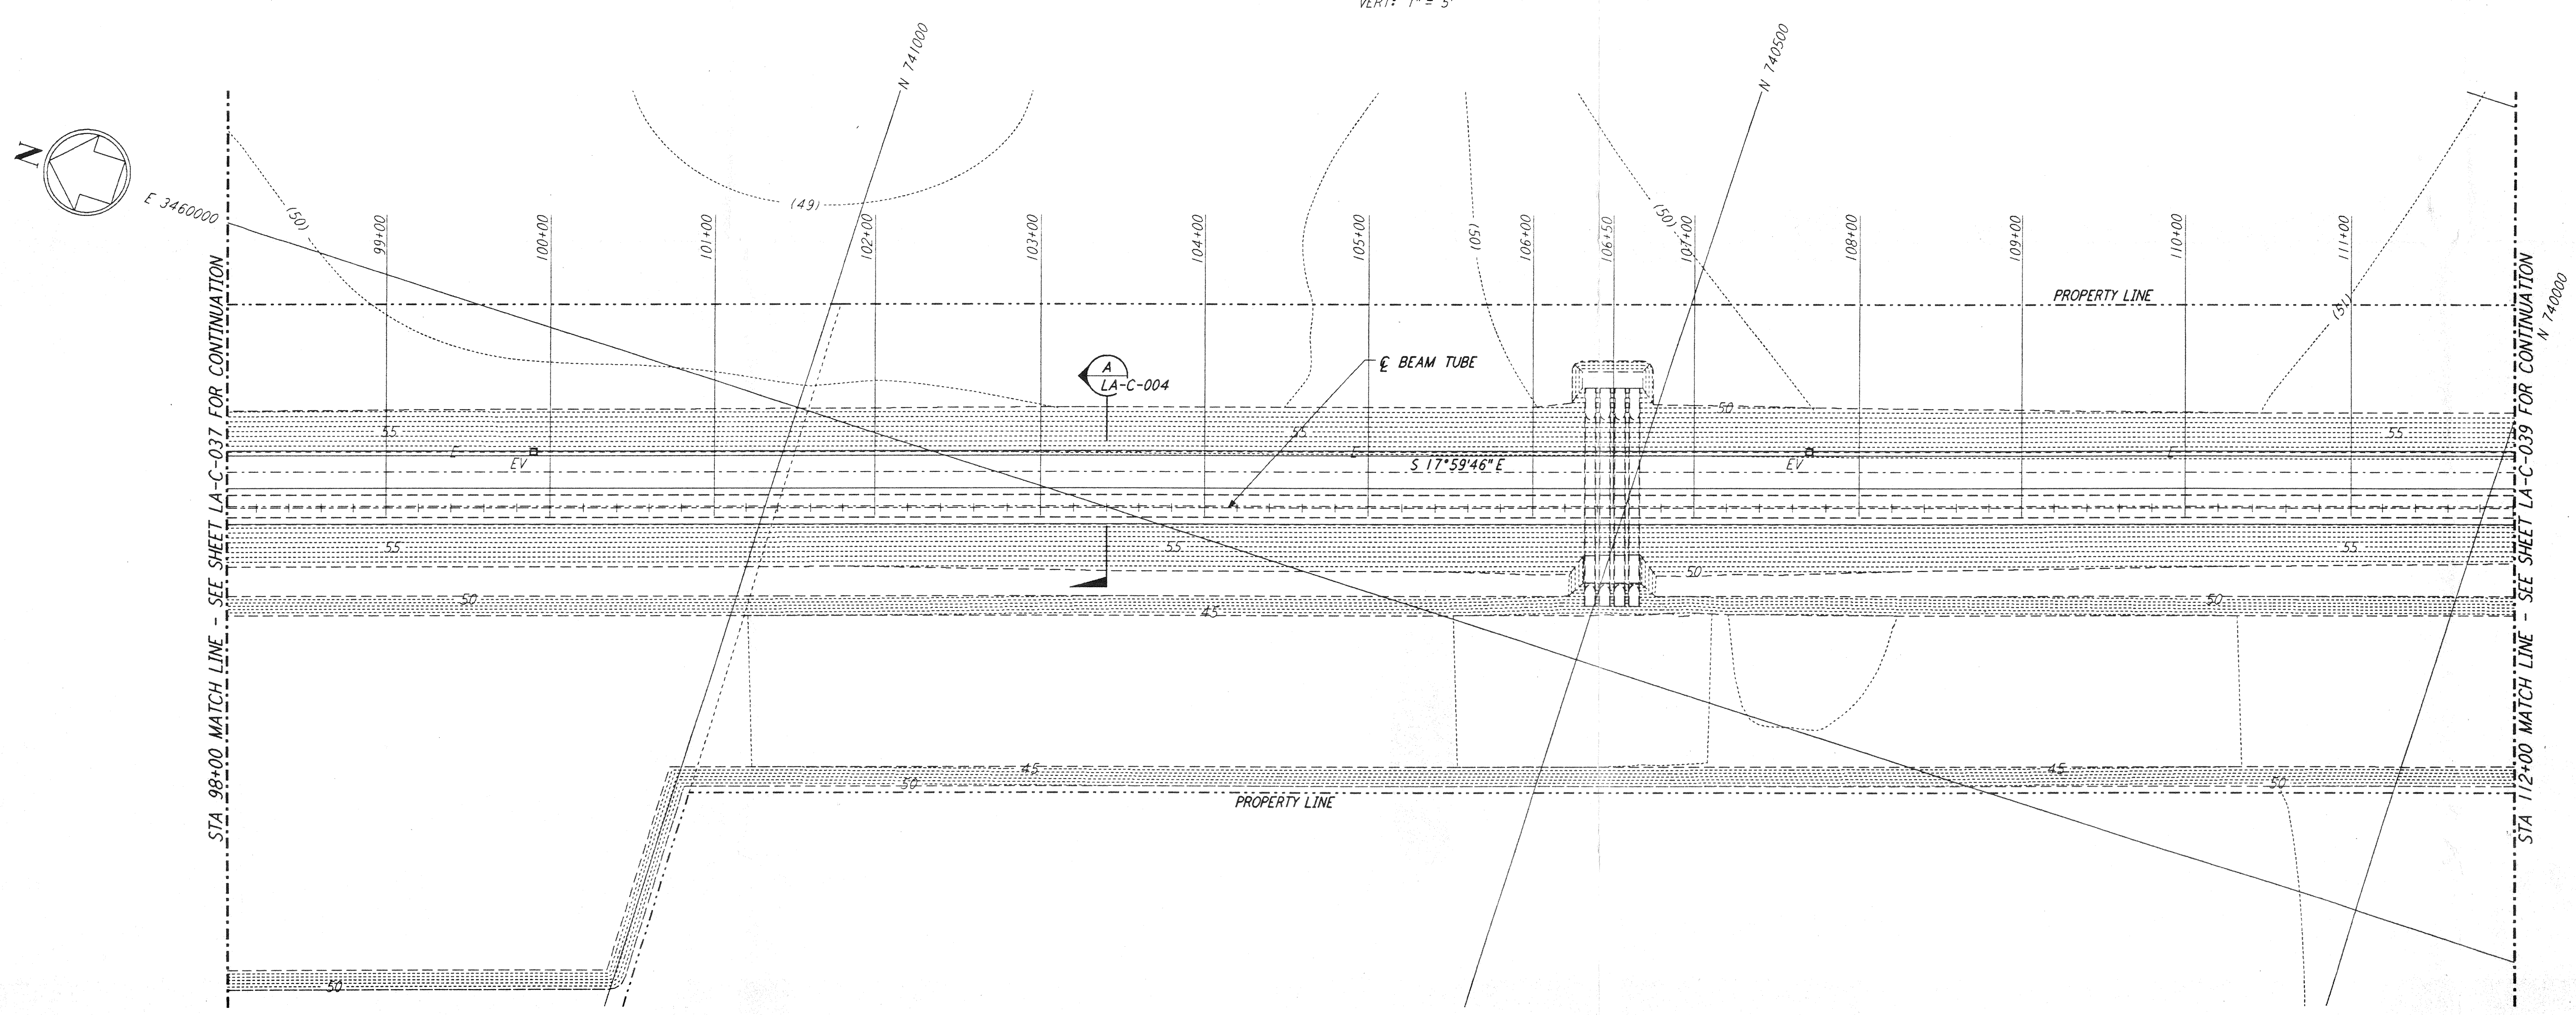 VERT: 1" = 5'
N 741000
N 740500
N
E 3460000
(50)
(49)
(50)
(50)
(51)
99+00
100+00
101+00
102+00
103+00
104+00
105+00
106+00
106+50
107+00
108+00
109+00
110+00
111+00
N 740000
PROPERTY LINE
STA 98+00 MATCH LINE - SEE SHEET LA-C-037 FOR CONTINUATION
STA 112+00 MATCH LINE - SEE SHEET LA-C-039 FOR CONTINUATION
A
LA-C-004
℄ BEAM TUBE
50
55
55
55
E
EV
E
S 17°59'46" E
EV
E
55
55
55
50
50
45
50
45
50
45
50
PROPERTY LINE
50